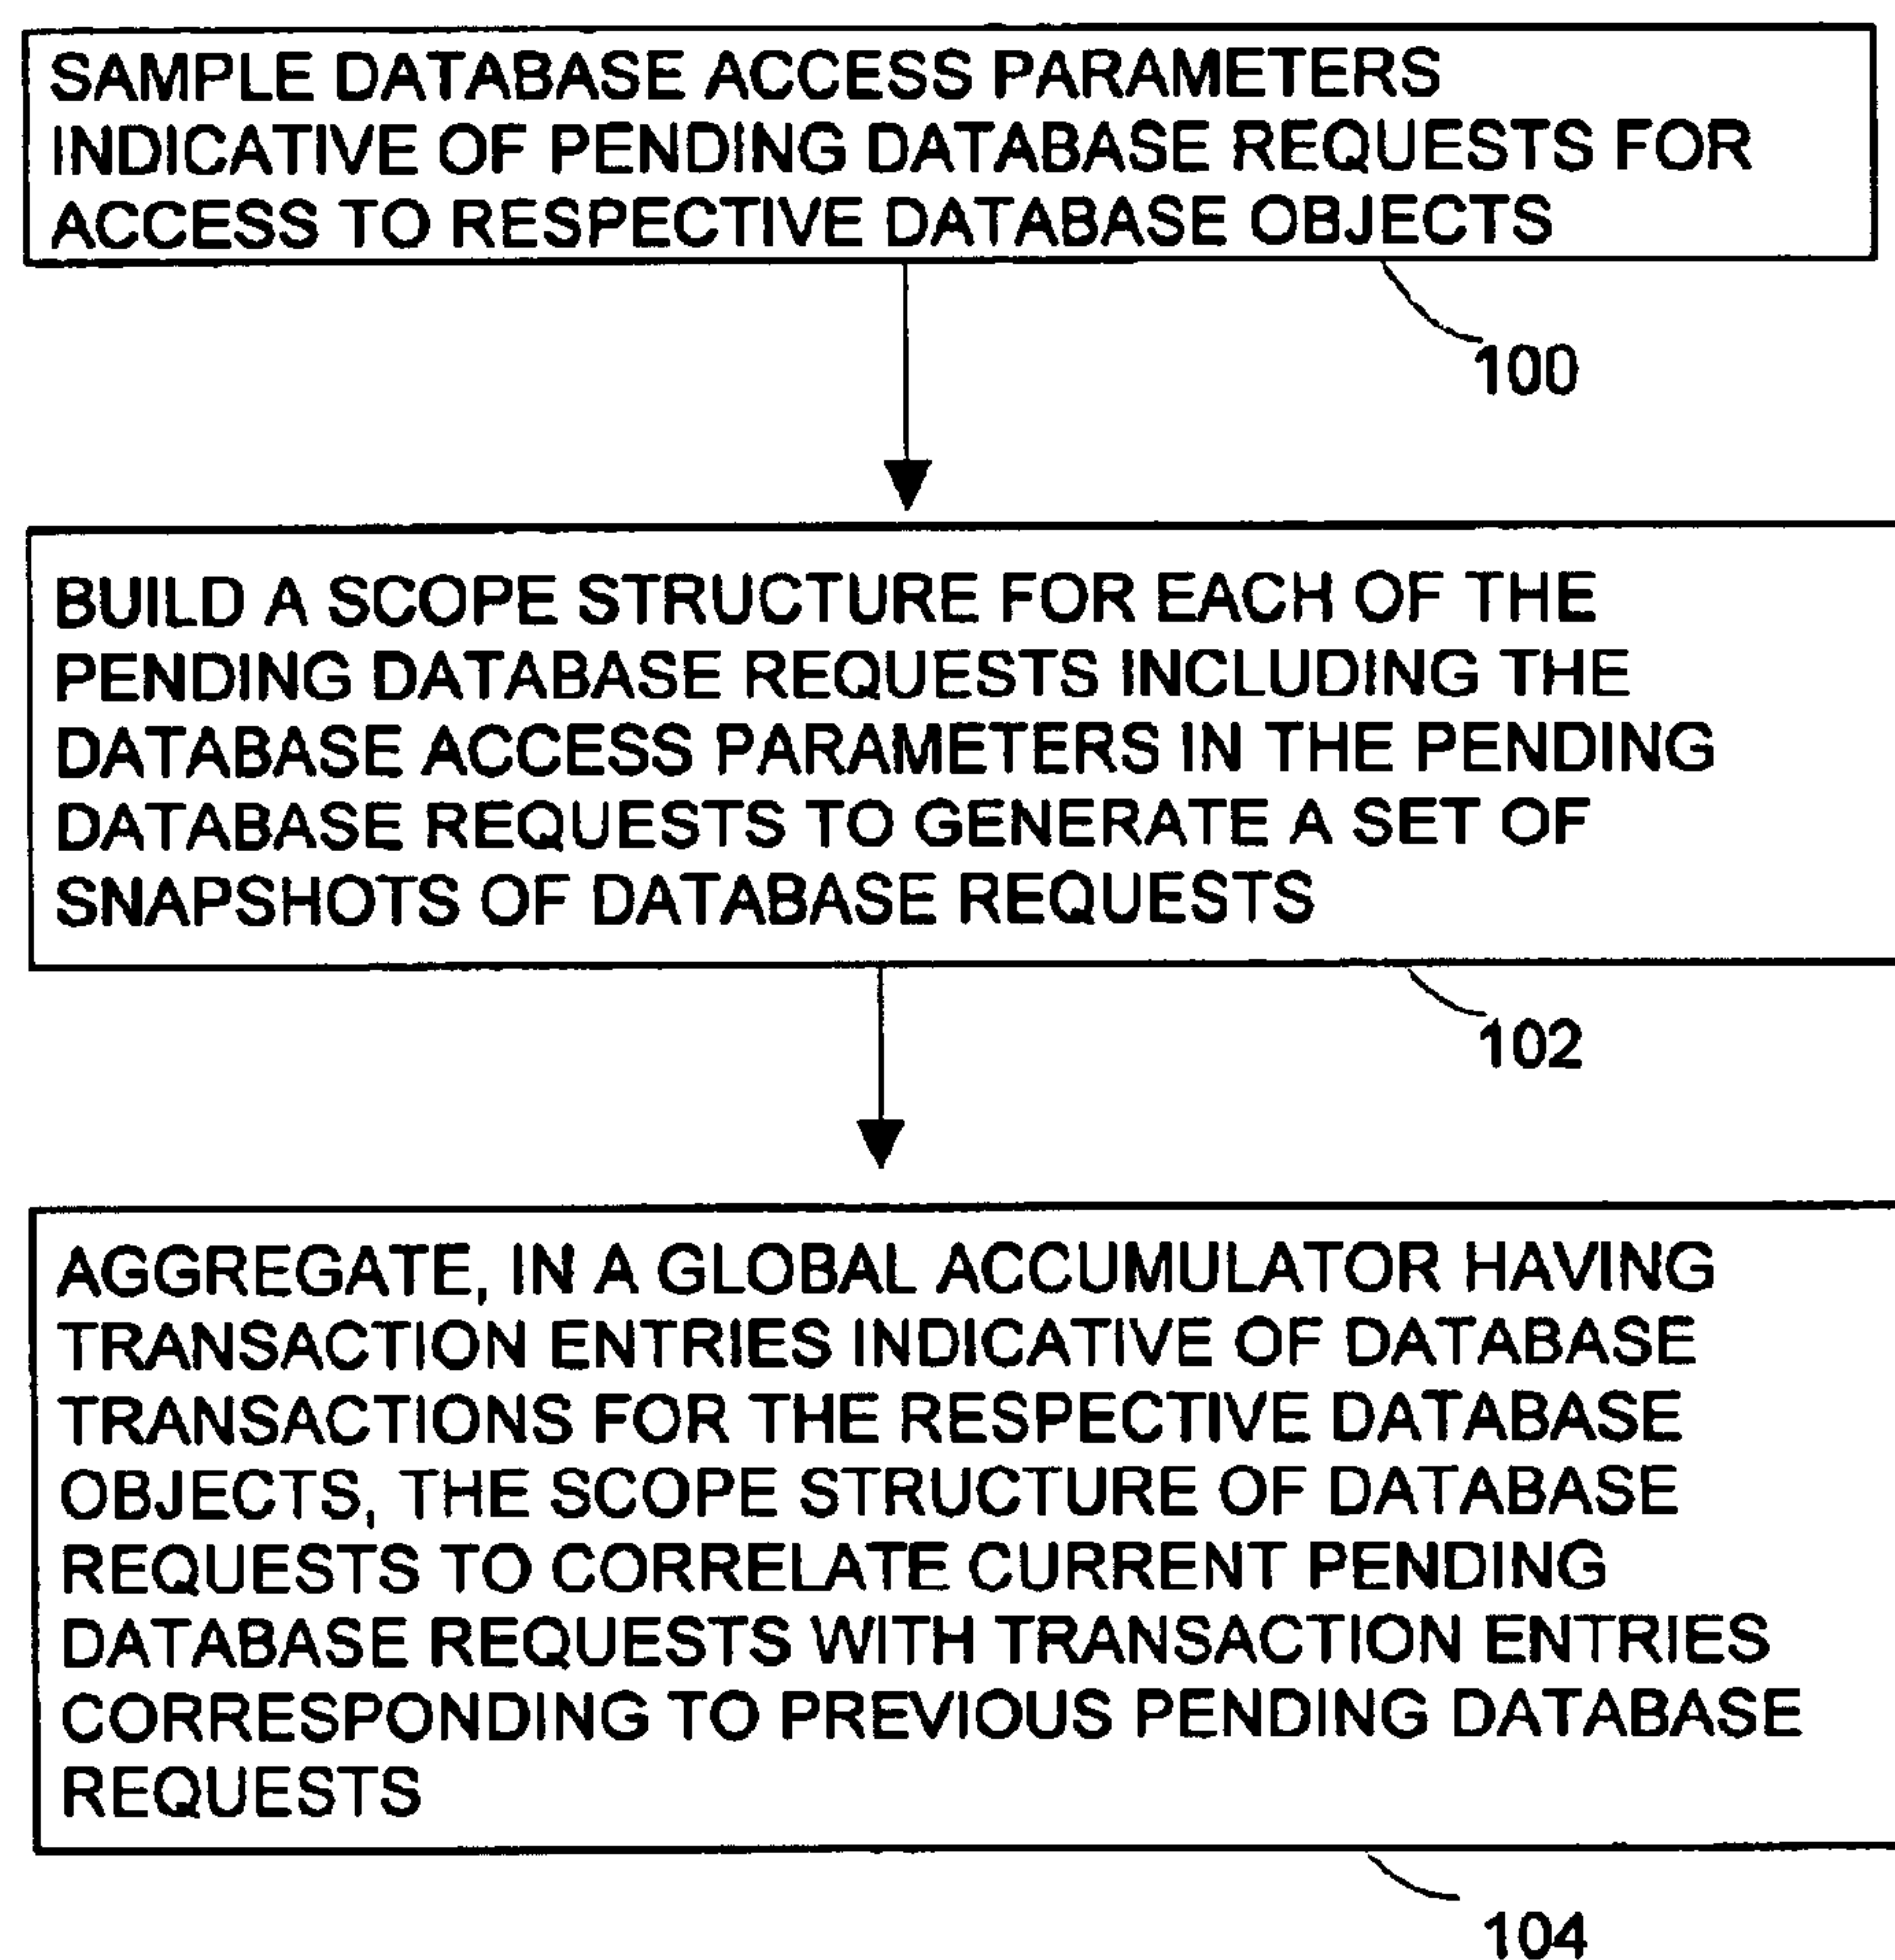 SAMPLE DATABASE ACCESS PARAMETERS
INDICATIVE OF PENDING DATABASE REQUESTS FOR
ACCESS TO RESPECTIVE DATABASE OBJECTS
100
BUILD A SCOPE STRUCTURE FOR EACH OF THE
PENDING DATABASE REQUESTS INCLUDING THE
DATABASE ACCESS PARAMETERS IN THE PENDING
DATABASE REQUESTS TO GENERATE A SET OF
SNAPSHOTS OF DATABASE REQUESTS
102
AGGREGATE, IN A GLOBAL ACCUMULATOR HAVING
TRANSACTION ENTRIES INDICATIVE OF DATABASE
TRANSACTIONS FOR THE RESPECTIVE DATABASE
OBJECTS, THE SCOPE STRUCTURE OF DATABASE
REQUESTS TO CORRELATE CURRENT PENDING
DATABASE REQUESTS WITH TRANSACTION ENTRIES
CORRESPONDING TO PREVIOUS PENDING DATABASE
REQUESTS
104